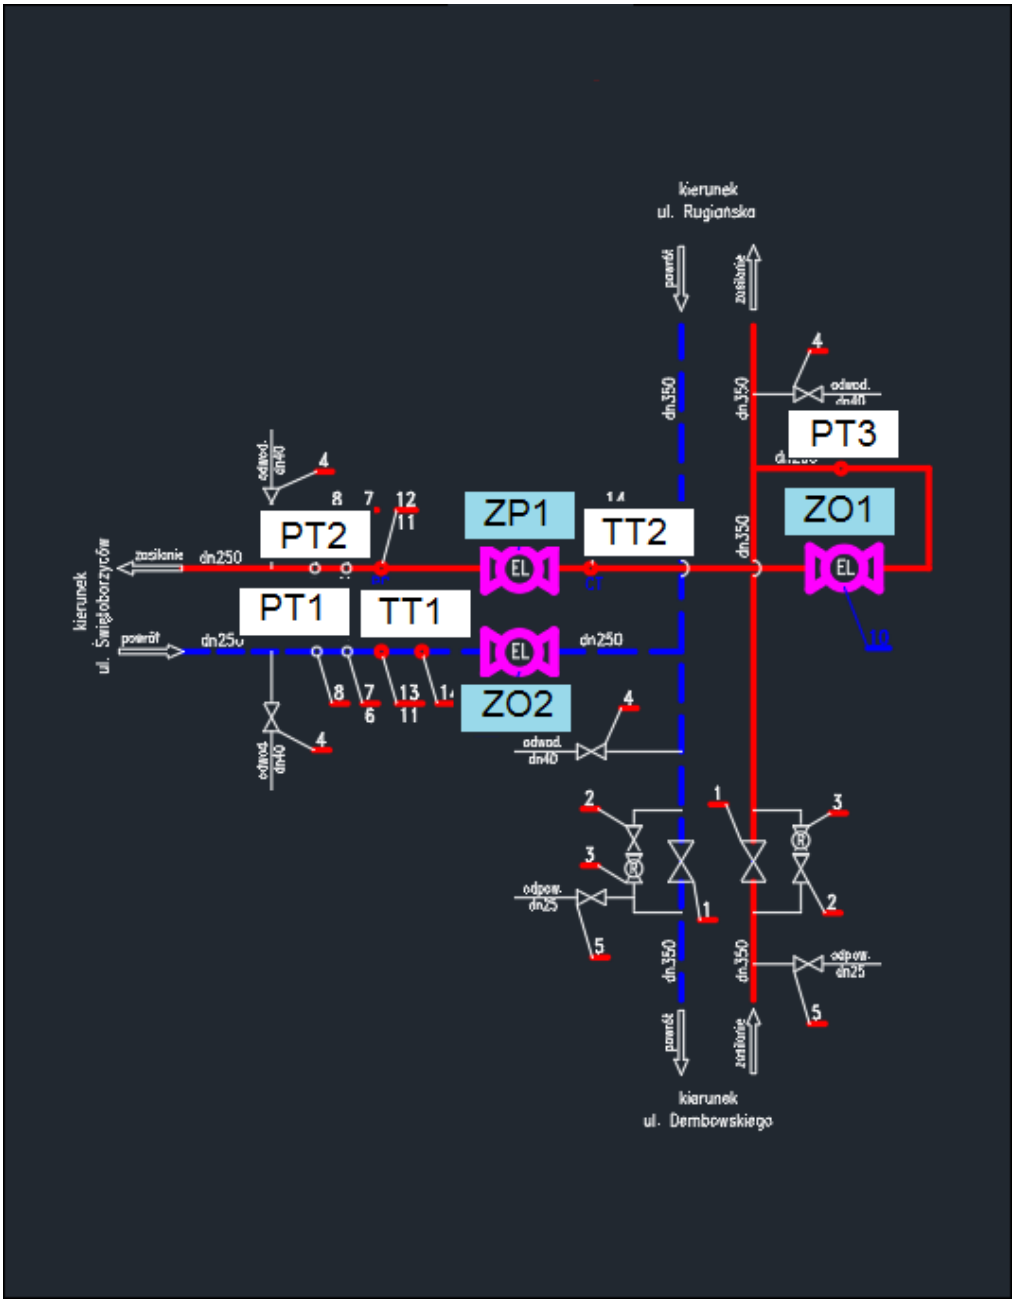 kierunek
ul. Rugiańska
powrót
zasilanie
4
dn350
dn350
odwod.
dn40
PT3
odwod.
dn40
4
ZO1
8
7
12
11
ZP1
14
TT2
PT2
dn350
zasilanie
dn250
EL
EL
kierunek
ul. Świętoborzyców
PT1
TT1
10
powrót
dn250
EL
dn250
8
7
6
13
11
14
ZO2
4
4
odwod.
dn40
odwod.
dn40
2
1
3
R
R
3
odpow.
dn25
1
2
5
dn350
dn350
odpow.
dn25
5
powrót
zasilanie
kierunek
ul. Dembowskiego